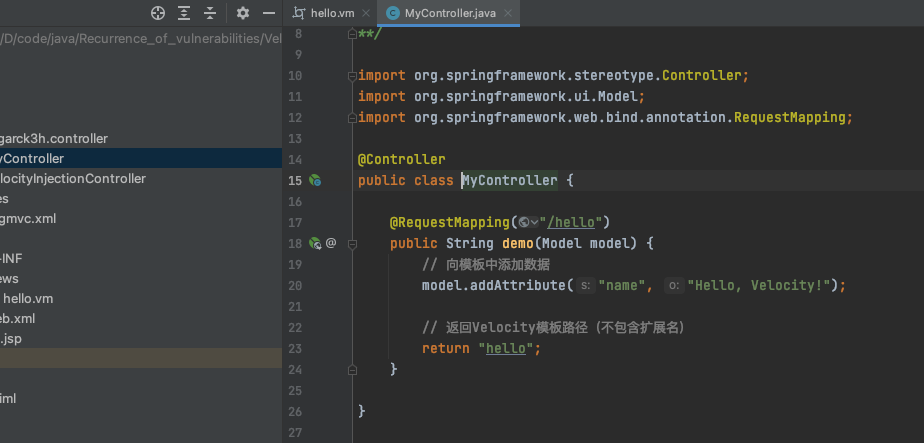 hello.vm
MyController.java
/D/code/java/Recurrence_of_vulnerabilities/Vel
garck3h.controller
yController
locityInjectionController
es
gmvc.xml
-INF
ews
hello.vm
eb.xml
.jsp
iml
8 **/
9
10 import org.springframework.stereotype.Controller;
11 import org.springframework.ui.Model;
12 import org.springframework.web.bind.annotation.RequestMapping;
13
14 @Controller
15 public class MyController {
16
17 @RequestMapping("/hello")
18 @ public String demo(Model model) {
19 // 向模板中添加数据
20 model.addAttribute( s: "name", o: "Hello, Velocity!");
21
22 // 返回Velocity模板路径（不包含扩展名）
23 return "hello";
24 }
25
26 }
27